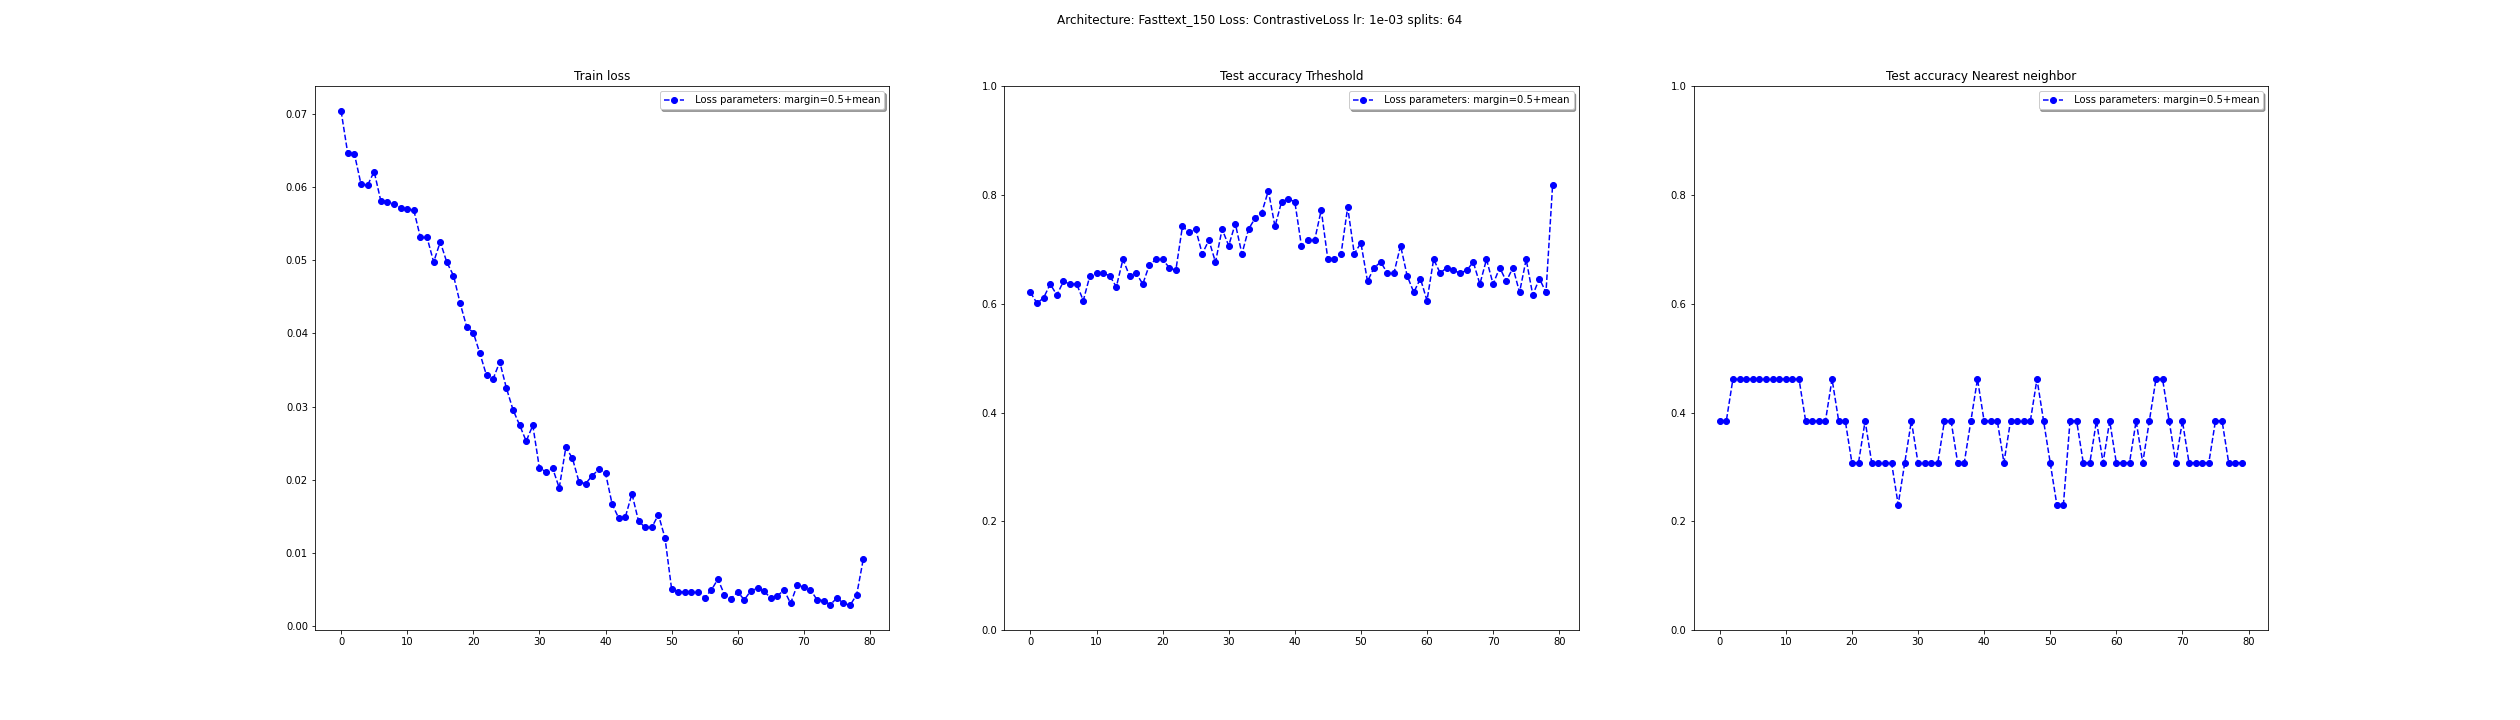 Architecture: Fasttext_150 Loss: ContrastiveLoss lr: 1e-03 splits: 64
Train loss
Loss parameters: margin=0.5+mean
0.07
0.06
0.05
0.04
0.03
0.02
0.01
0.00
0 10 20 30 40 50 60 70 80
Test accuracy Trheshold
Loss parameters: margin=0.5+mean
1.0
0.8
0.6
0.4
0.2
0.0
0 10 20 30 40 50 60 70 80
Test accuracy Nearest neighbor
Loss parameters: margin=0.5+mean
1.0
0.8
0.6
0.4
0.2
0.0
0 10 20 30 40 50 60 70 80